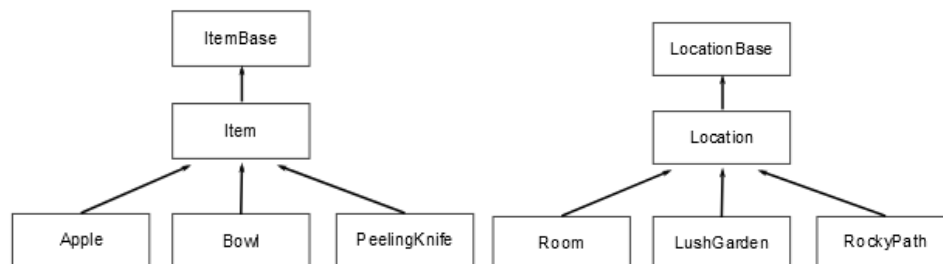 ItemBase
LocationBase
Item
Location
Apple
Bowl
PeelingKnife
Room
LushGarden
RockyPath